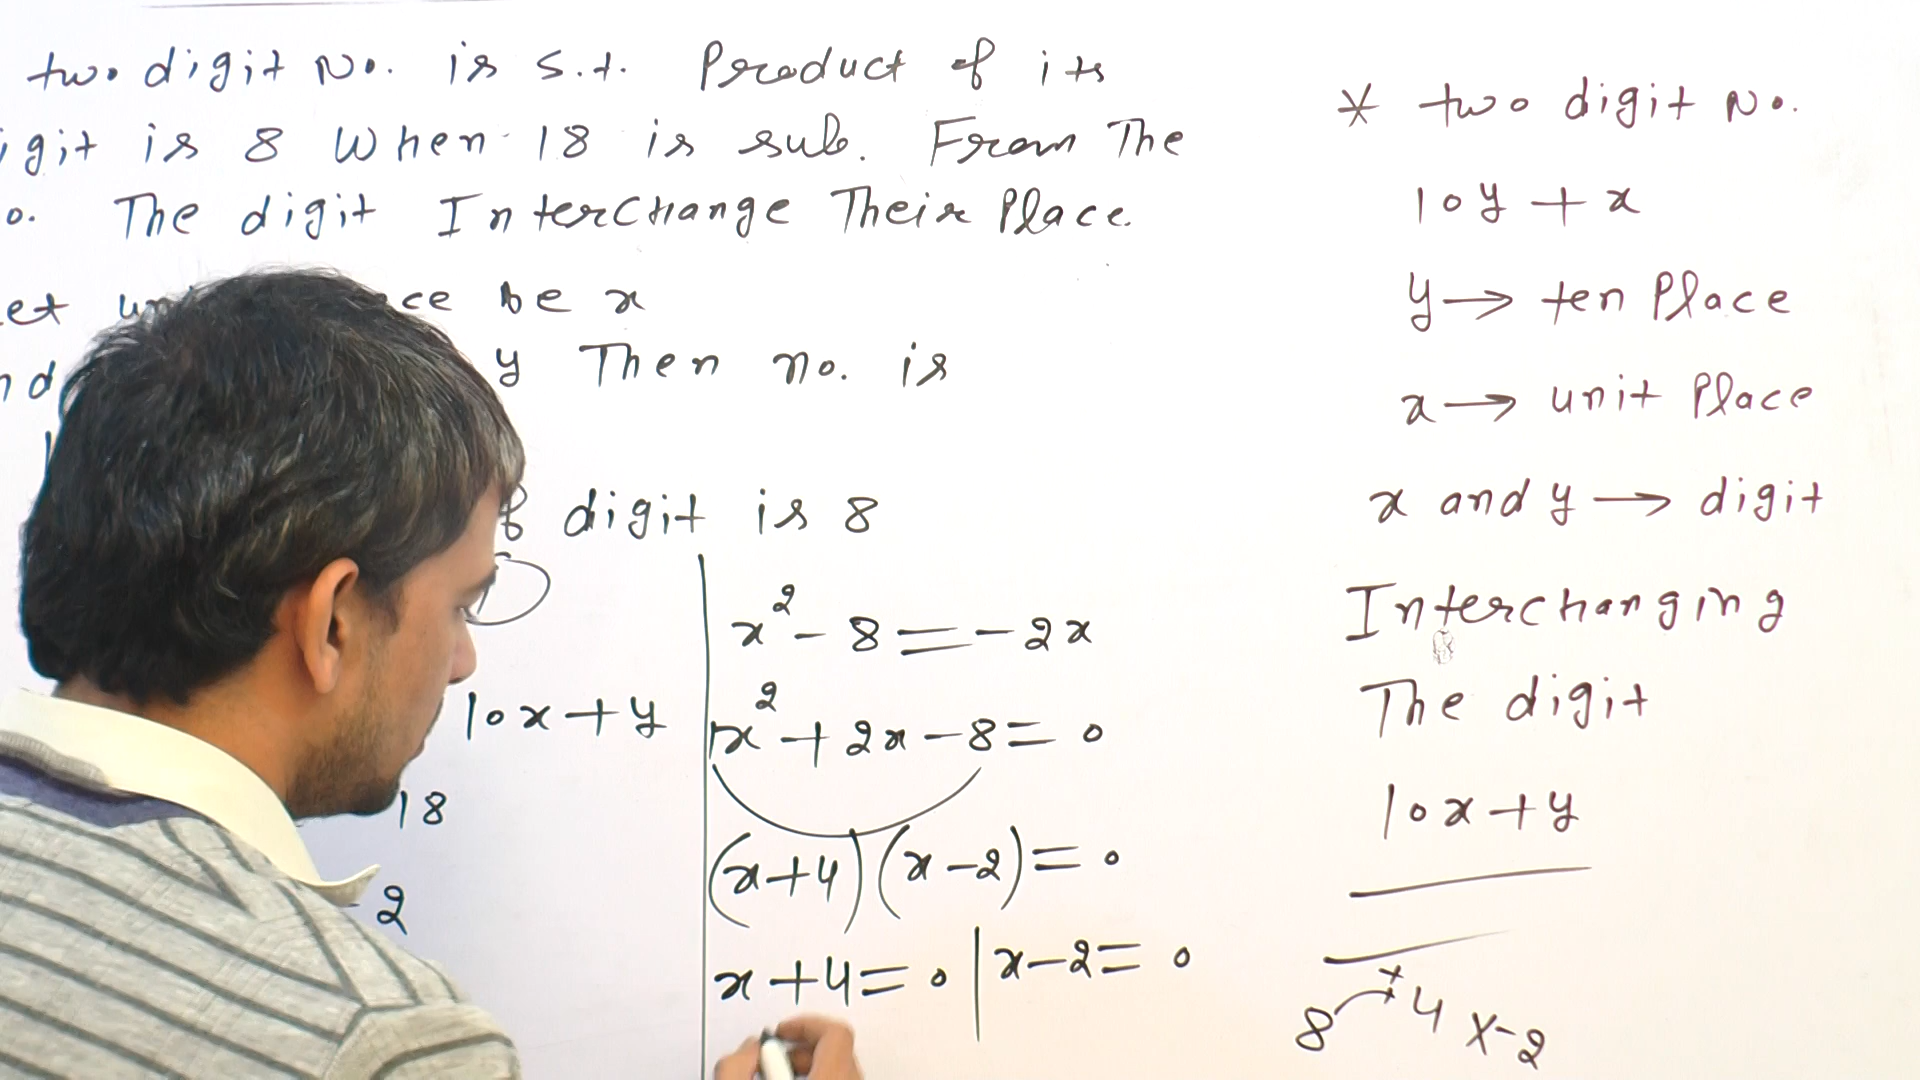 two digit No. is s.t. Product of its
igit is 8 When 18 is sub. From The
o. The digit Interchange Their Place.
et un ce be x
nd y Then no. is
f digit is 8
10x+y
18
2
x²-8=-2x
x²+2x-8=0
(x+4)(x-2)=0
x+4=0 | x-2=0
* two digit No.
10y+x
y→ten Place
x→unit Place
x and y→digit
Interchanging
The digit
10x+y
8 4x-2